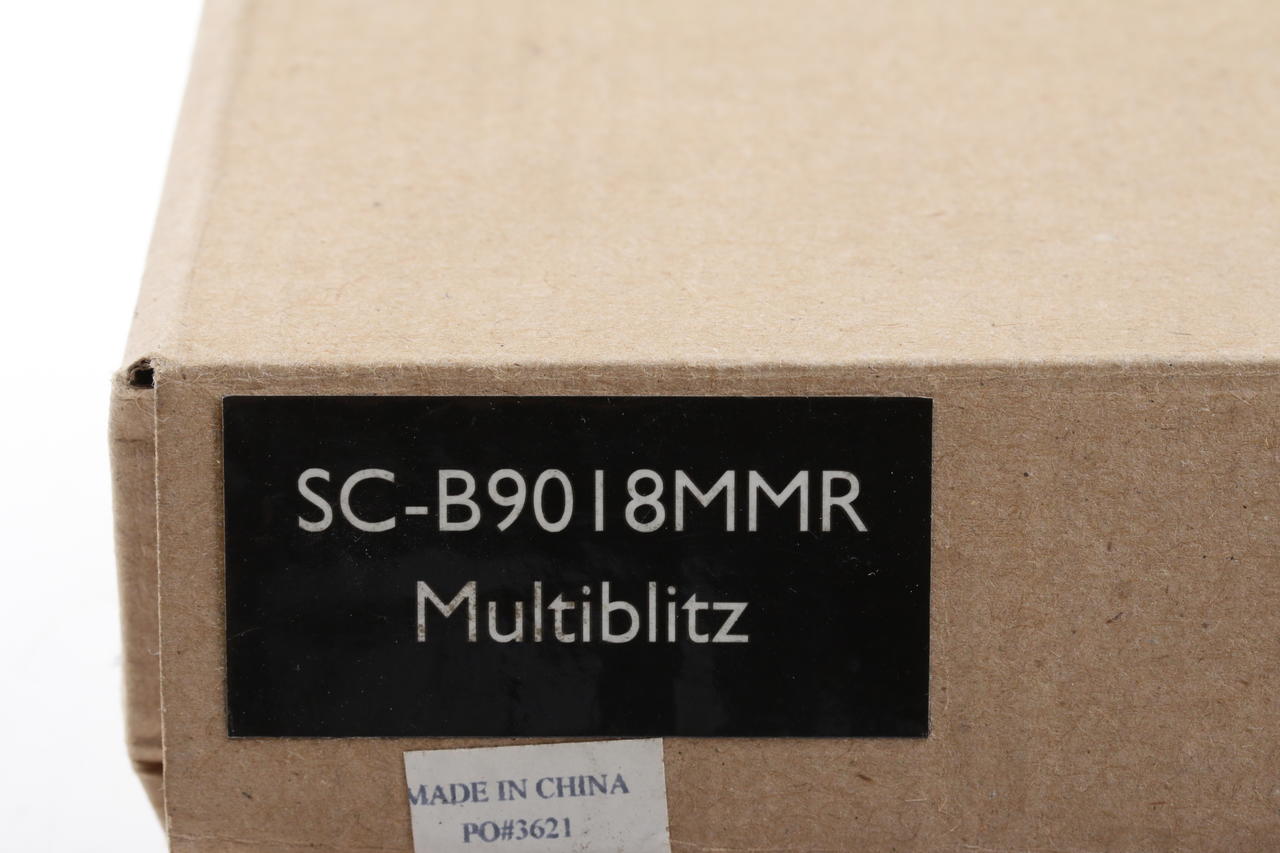 SC-B9018MMR
Multiblitz
MADE IN CHINA
PO#3621